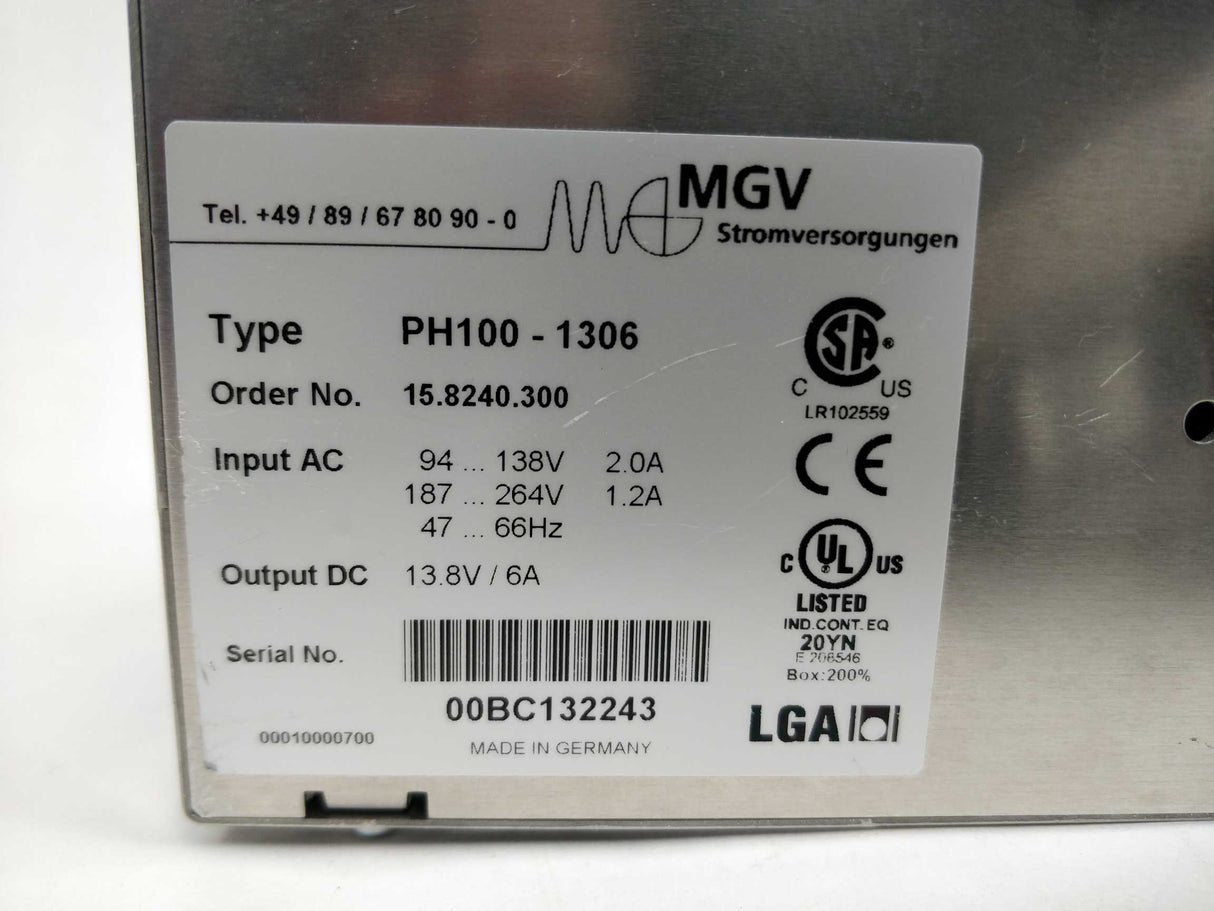 Tel. +49 / 89 / 67 80 90 - 0
MGV
Stromversorgungen
Type PH100 - 1306
Order No. 15.8240.300
Input AC 94 ... 138V 2.0A
187 ... 264V 1.2A
47 ... 66Hz
Output DC 13.8V / 6A
Serial No.
00BC132243
00010000700
MADE IN GERMANY
SA ®
C US
LR102559
CE
C UL ® US
LISTED
IND.CONT.EQ
20YN
E 206546
Box:200%
LGA